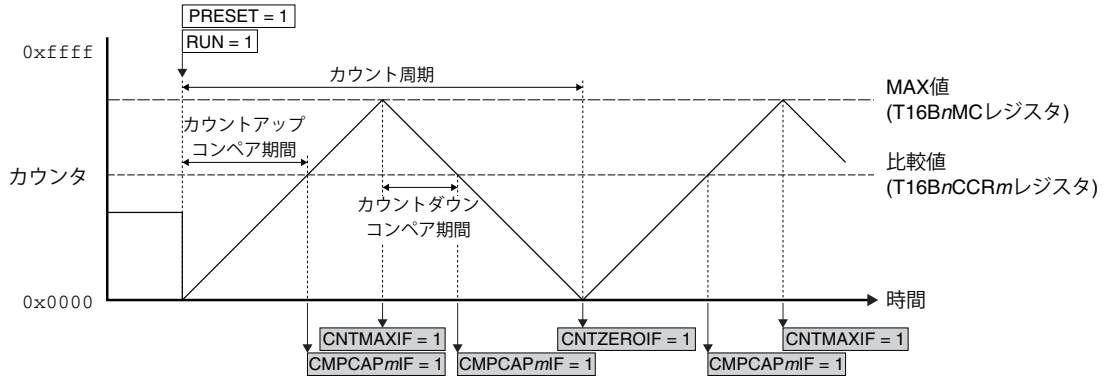 PRESET = 1
RUN = 1
0xffff
カウント周期
MAX値
(T16BnMCレジスタ)
カウントアップ
コンペア期間
比較値
(T16BnCCRmレジスタ)
カウンタ
カウントダウン
コンペア期間
0x0000
時間
CNTMAXIF = 1
CNTZEROIF = 1
CNTMAXIF = 1
CMPCAPmIF = 1
CMPCAPmIF = 1
CMPCAPmIF = 1